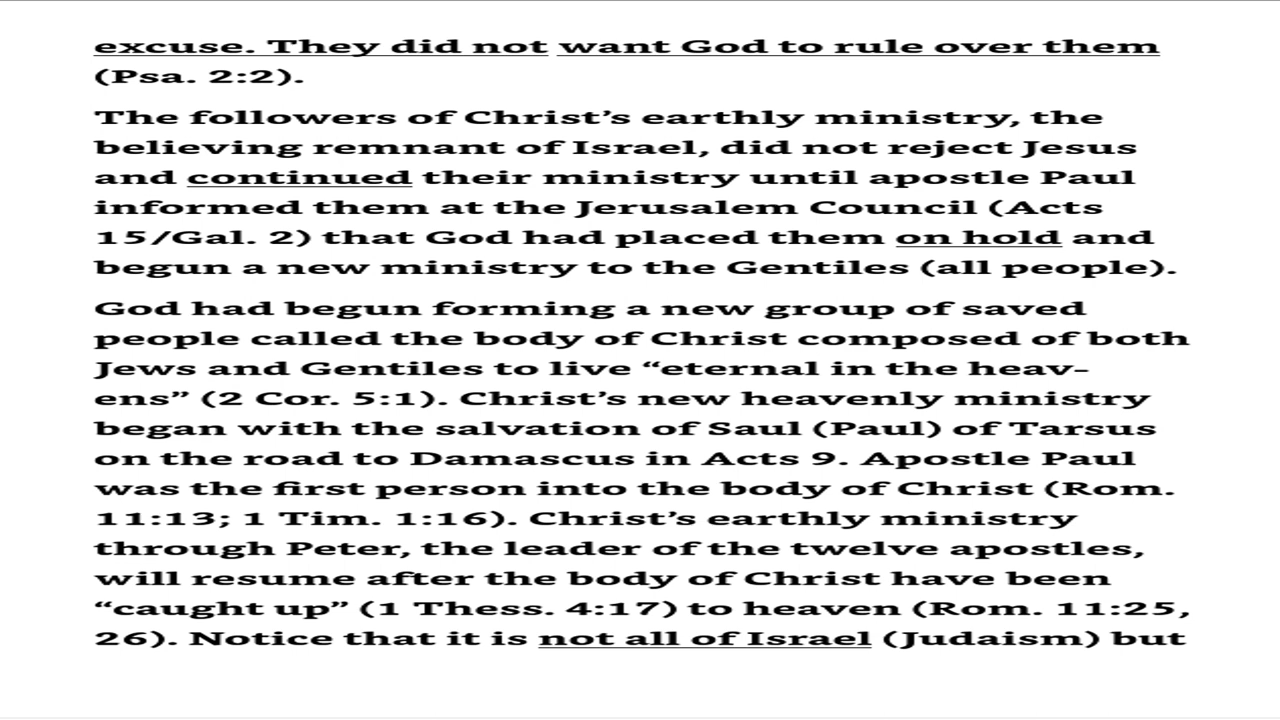 excuse. They did not want God to rule over them
(Psa. 2:2).
The followers of Christ’s earthly ministry, the
believing remnant of Israel, did not reject Jesus
and continued their ministry until apostle Paul
informed them at the Jerusalem Council (Acts
15/Gal. 2) that God had placed them on hold and
begun a new ministry to the Gentiles (all people).
God had begun forming a new group of saved
people called the body of Christ composed of both
Jews and Gentiles to live “eternal in the heav-
ens” (2 Cor. 5:1). Christ’s new heavenly ministry
began with the salvation of Saul (Paul) of Tarsus
on the road to Damascus in Acts 9. Apostle Paul
was the first person into the body of Christ (Rom.
11:13; 1 Tim. 1:16). Christ’s earthly ministry
through Peter, the leader of the twelve apostles,
will resume after the body of Christ have been
“caught up” (1 Thess. 4:17) to heaven (Rom. 11:25,
26). Notice that it is not all of Israel (Judaism) but